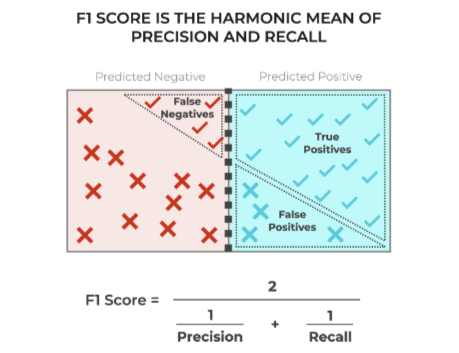 F1 SCORE IS THE HARMONIC MEAN OF
PRECISION AND RECALL
Predicted Negative
Predicted Positive
False
Negatives
True
Positives
False
Positives
F1 Score =
2
1
Precision
+
1
Recall